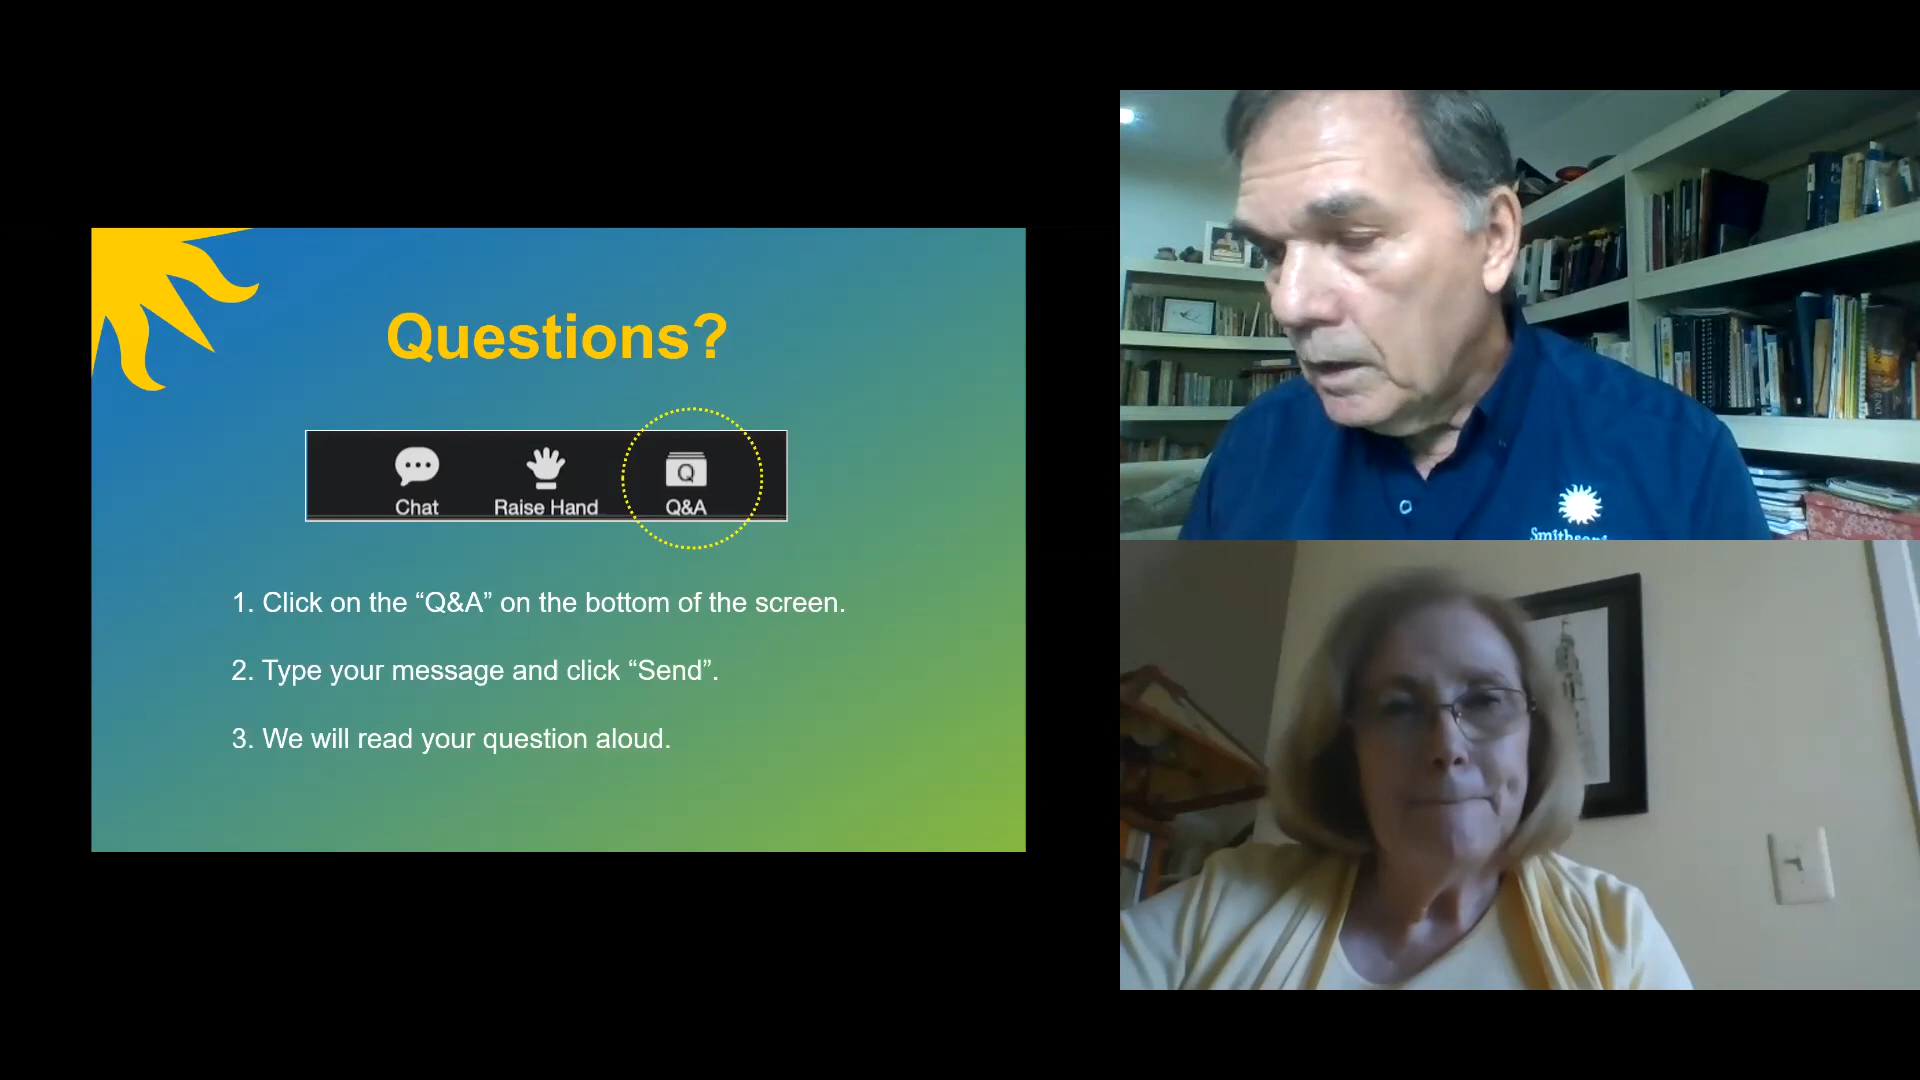 Questions?
Chat
Raise Hand
Q
Q&A
1. Click on the “Q&A” on the bottom of the screen.
2. Type your message and click “Send”.
3. We will read your question aloud.